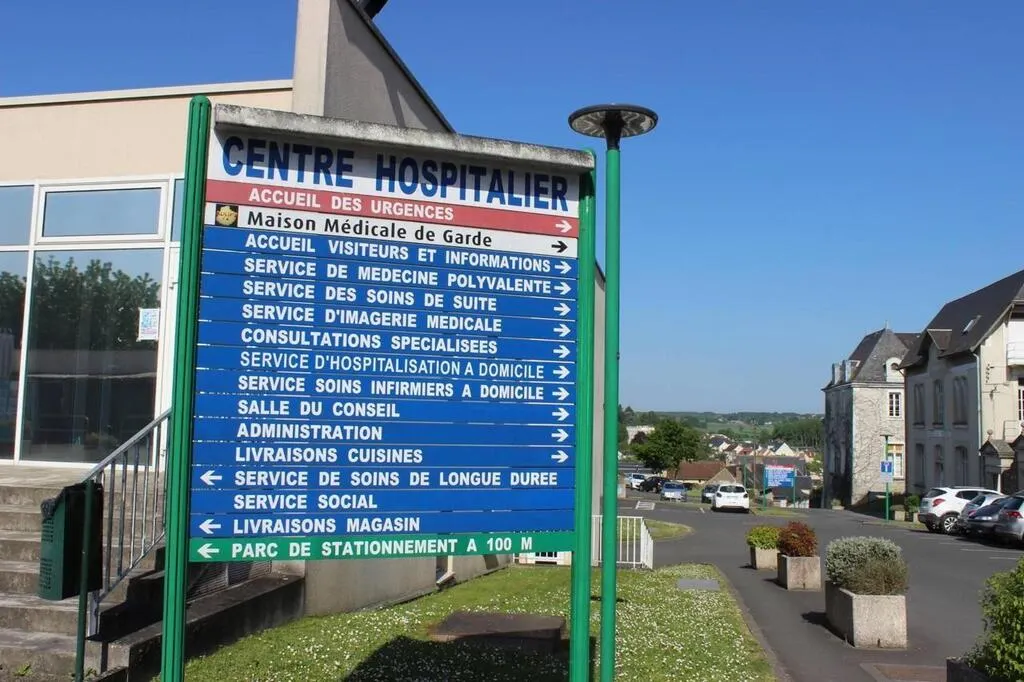 CENTRE HOSPITALIER
ACCUEIL DES URGENCES
Maison Médicale de Garde
ACCUEIL VISITEURS ET INFORMATIONS
SERVICE DE MEDECINE POLYVALENTE
SERVICE DES SOINS DE SUITE
SERVICE D'IMAGERIE MEDICALE
CONSULTATIONS SPECIALISEES
SERVICE D'HOSPITALISATION A DOMICILE
SERVICE SOINS INFIRMIERS A DOMICILE
SALLE DU CONSEIL
ADMINISTRATION
LIVRAISONS CUISINES
SERVICE DE SOINS DE LONGUE DUREE
SERVICE SOCIAL
LIVRAISONS MAGASIN
PARC DE STATIONNEMENT A 100 M